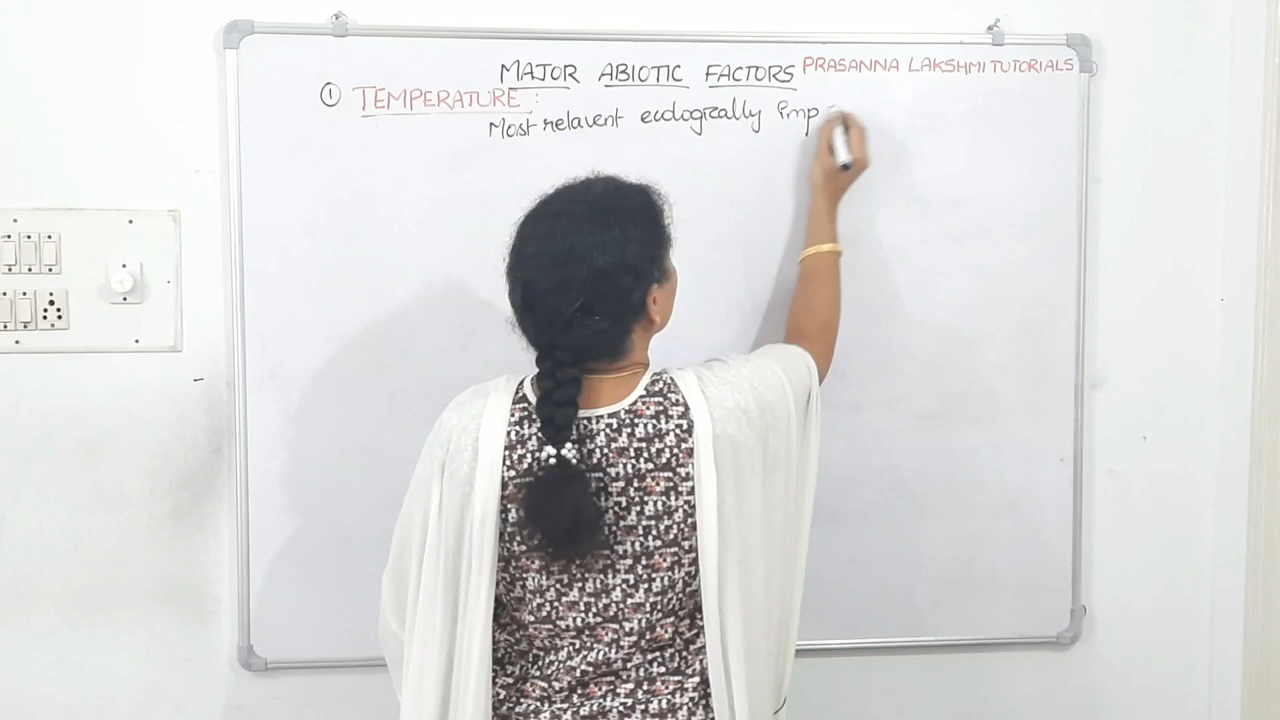 MAJOR ABIOTIC FACTORS PRASANNA LAKSHMI TUTORIALS
① TEMPERATURE :
Most relavent ecologically imp